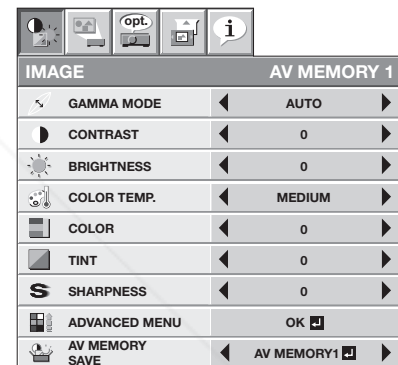 opt.
i
IMAGE AV MEMORY 1
GAMMA MODE AUTO
CONTRAST 0
BRIGHTNESS 0
COLOR TEMP. MEDIUM
COLOR 0
TINT 0
S SHARPNESS 0
ADVANCED MENU OK
AV MEMORY
SAVE AV MEMORY1